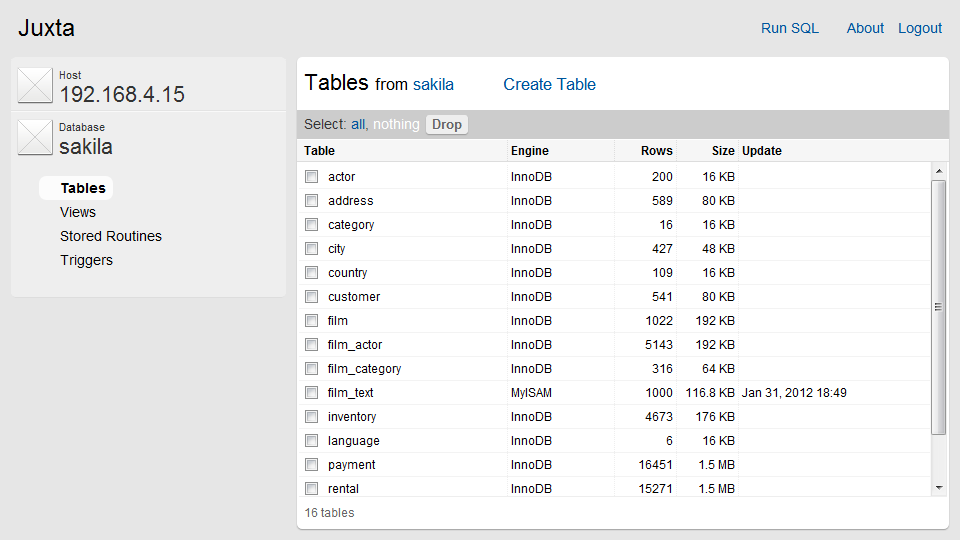 Juxta
Run SQL About Logout
Host
192.168.4.15
Database
sakila
Tables
Views
Stored Routines
Triggers
Tables from sakila Create Table
Select: all, nothing Drop
Table Engine Rows Size Update
actor InnoDB 200 16 KB
address InnoDB 589 80 KB
category InnoDB 16 16 KB
city InnoDB 427 48 KB
country InnoDB 109 16 KB
customer InnoDB 541 80 KB
film InnoDB 1022 192 KB
film_actor InnoDB 5143 192 KB
film_category InnoDB 316 64 KB
film_text MyISAM 1000 116.8 KB Jan 31, 2012 18:49
inventory InnoDB 4673 176 KB
language InnoDB 6 16 KB
payment InnoDB 16451 1.5 MB
rental InnoDB 15271 1.5 MB
16 tables